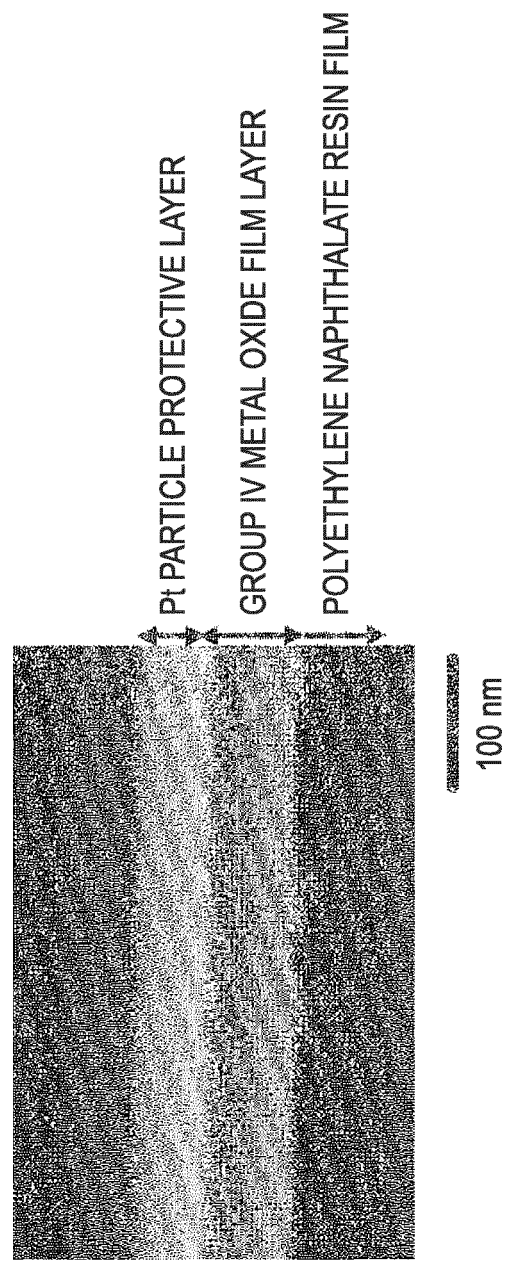 Pt PARTICLE PROTECTIVE LAYER
GROUP IV METAL OXIDE FILM LAYER
POLYETHYLENE NAPHTHALATE RESIN FILM
100 nm